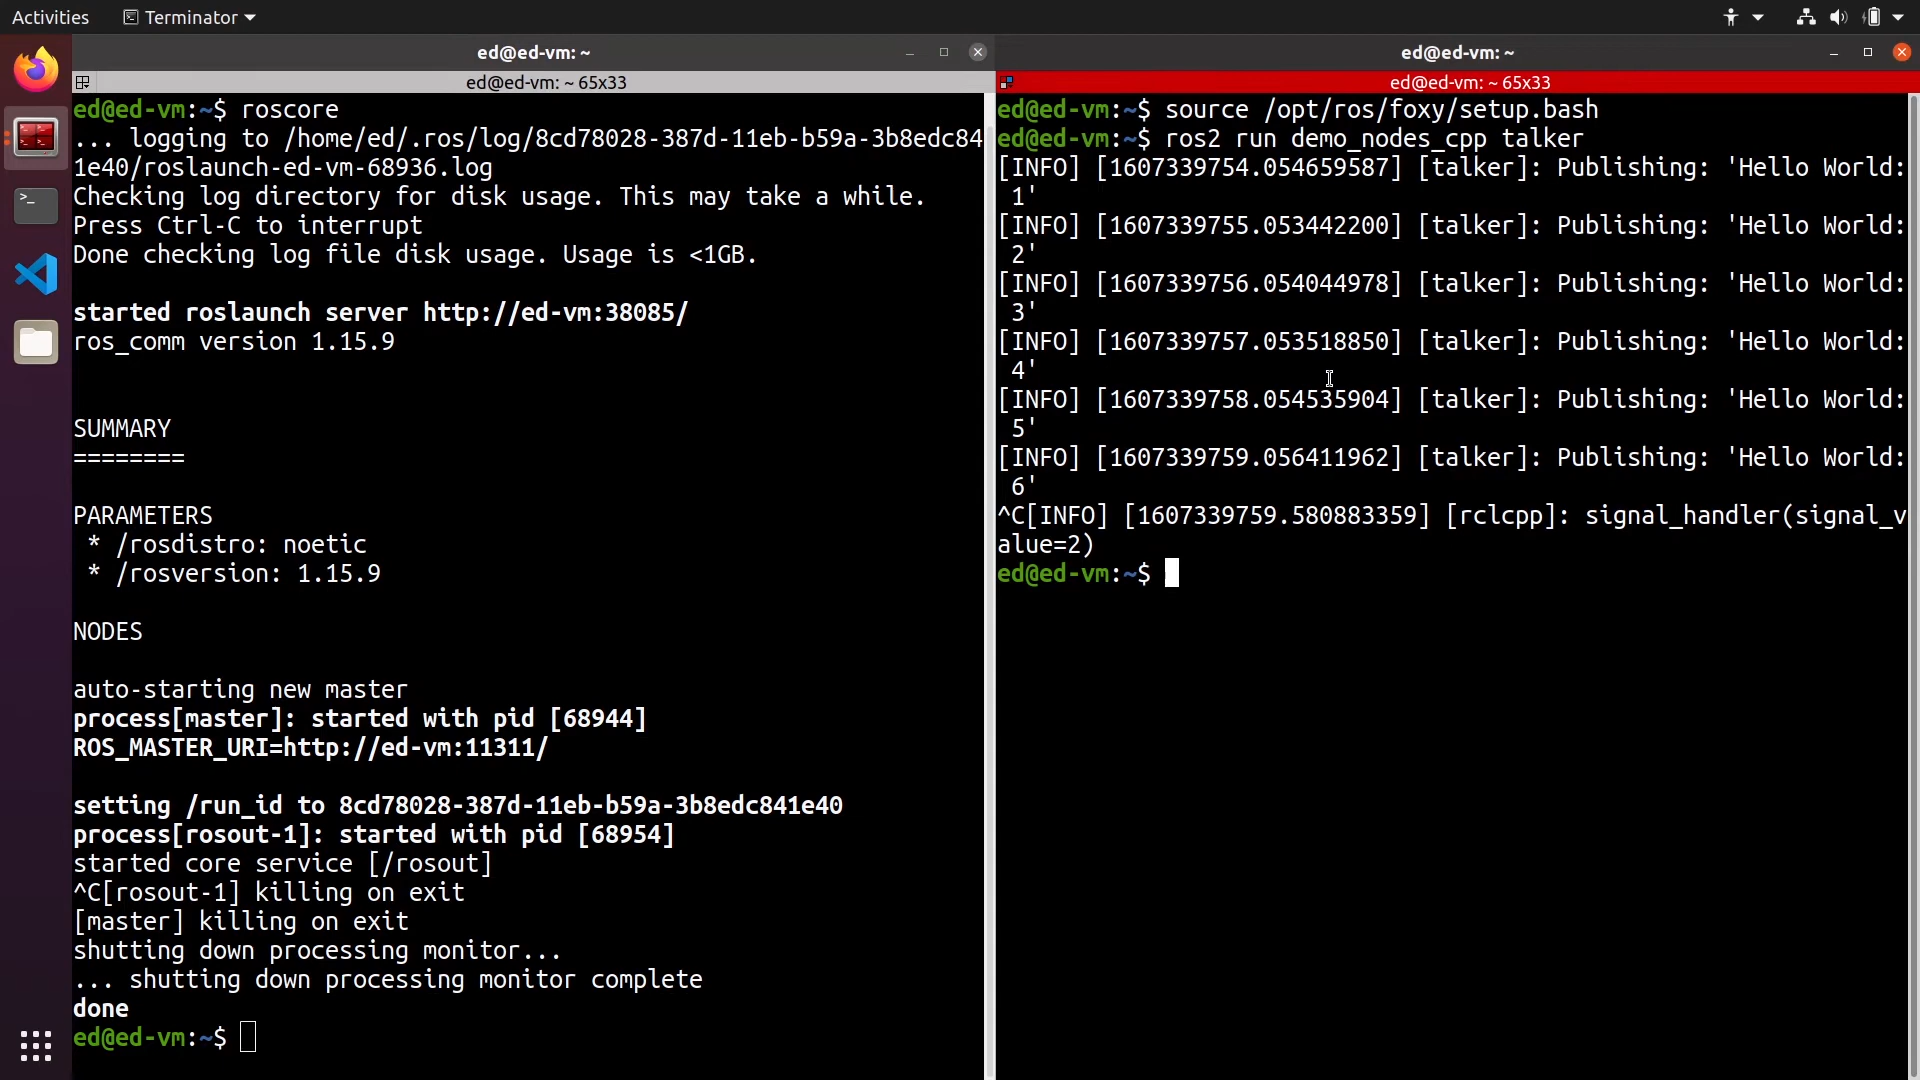 Activities
Terminator
ed@ed-vm: ~
ed@ed-vm: ~ 65x33
ed@ed-vm:~$ roscore
... logging to /home/ed/.ros/log/8cd78028-387d-11eb-b59a-3b8edc84
1e40/roslaunch-ed-vm-68936.log
Checking log directory for disk usage. This may take a while.
Press Ctrl-C to interrupt
Done checking log file disk usage. Usage is <1GB.
started roslaunch server http://ed-vm:38085/
ros_comm version 1.15.9
SUMMARY
========
PARAMETERS
* /rosdistro: noetic
* /rosversion: 1.15.9
NODES
auto-starting new master
process[master]: started with pid [68944]
ROS_MASTER_URI=http://ed-vm:11311/
setting /run_id to 8cd78028-387d-11eb-b59a-3b8edc841e40
process[rosout-1]: started with pid [68954]
started core service [/rosout]
^C[rosout-1] killing on exit
[master] killing on exit
shutting down processing monitor...
... shutting down processing monitor complete
done
ed@ed-vm:~$
ed@ed-vm: ~
ed@ed-vm: ~ 65x33
ed@ed-vm:~$ source /opt/ros/foxy/setup.bash
ed@ed-vm:~$ ros2 run demo_nodes_cpp talker
[INFO] [1607339754.054659587] [talker]: Publishing: 'Hello World:
1'
[INFO] [1607339755.053442200] [talker]: Publishing: 'Hello World:
2'
[INFO] [1607339756.054044978] [talker]: Publishing: 'Hello World:
3'
[INFO] [1607339757.053518850] [talker]: Publishing: 'Hello World:
4'
[INFO] [1607339758.054535904] [talker]: Publishing: 'Hello World:
5'
[INFO] [1607339759.056411962] [talker]: Publishing: 'Hello World:
6'
^C[INFO] [1607339759.580883359] [rclcpp]: signal_handler(signal_v
alue=2)
ed@ed-vm:~$